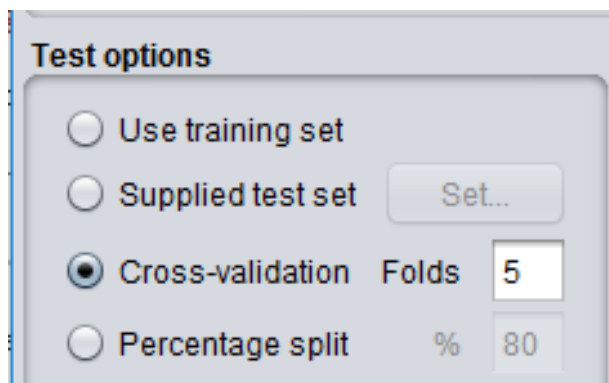 Test options
Use training set
Supplied test set Set...
Cross-validation Folds 5
Percentage split % 80